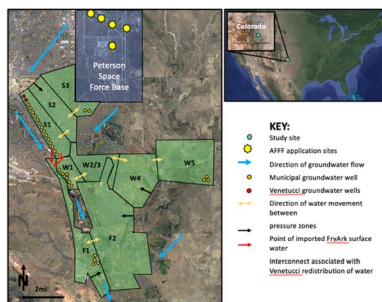 Peterson
Space
Force Base
S3
S2
S1
W1
W2/3
W4
W5
F1
F2
N
2mi
Colorado
KEY:
Study site
AFFF application sites
Direction of groundwater flow
Municipal groundwater well
Venetucci groundwater wells
Direction of water movement
between
pressure zones
Point of imported FryArk surface
water
Interconnect associated with
Venetucci redistribution of water